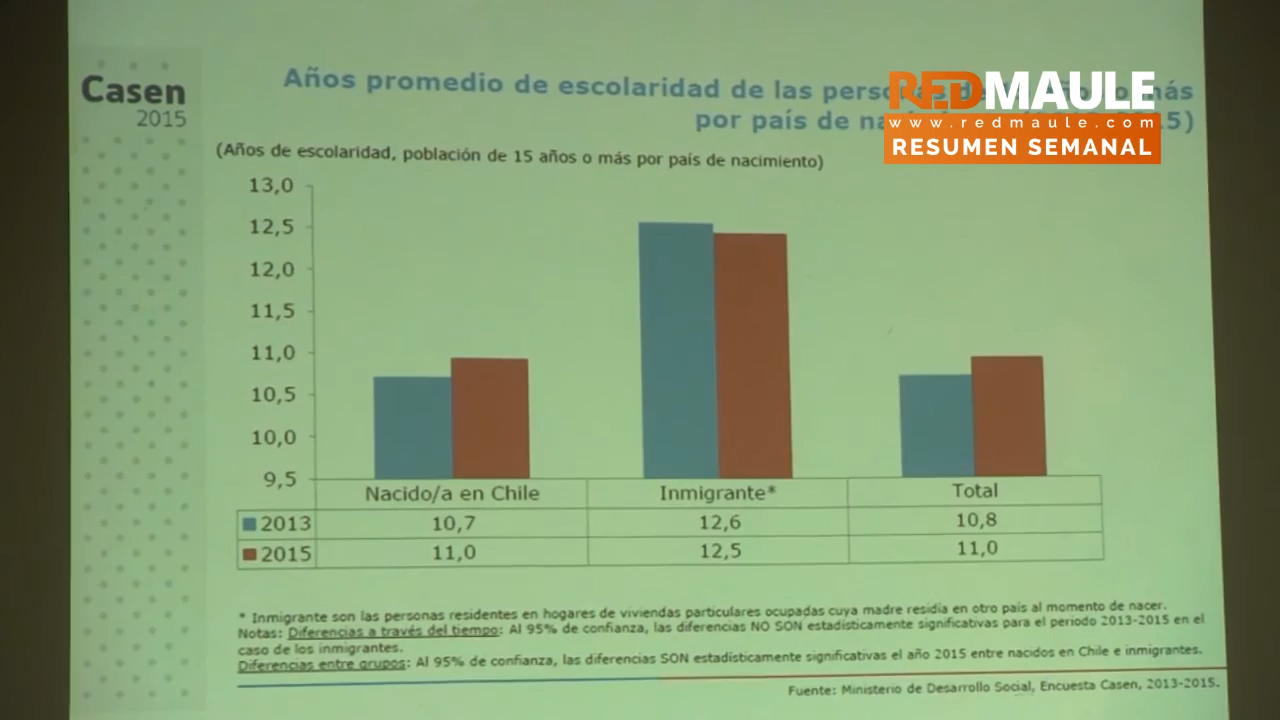 Casen
2015
Años promedio de escolaridad de las más
por país de
(Años de escolaridad, población de 15 años o más por país de nacimiento)
REDMAULE
www.redmaule.com
RESUMEN SEMANAL
13,0
12,5
12,0
11,5
11,0
10,5
10,0
9,5
Nacido/a en Chile Inmigrante* Total
2013 10,7 12,6 10,8
2015 11,0 12,5 11,0
* Inmigrante son las personas residentes en hogares de viviendas particulares ocupadas cuya madre residía en otro país al momento de nacer.
Notas: Diferencias a través del tiempo: Al 95% de confianza, las diferencias NO SON estadísticamente significativas para el periodo 2013-2015 en el
caso de los inmigrantes.
Diferencias entre grupos: Al 95% de confianza, las diferencias SON estadísticamente significativas el año 2015 entre nacidos en Chile e inmigrantes.
Fuente: Ministerio de Desarrollo Social, Encuesta Casen, 2013-2015.